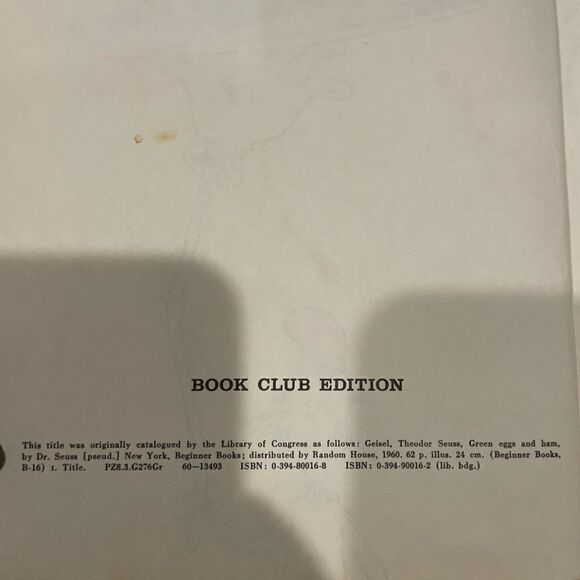 BOOK CLUB EDITION
This title was originally catalogued by the Library of Congress as follows: Geisel, Theodor Seuss, Green eggs and ham,
by Dr. Seuss [pseud.] New York, Beginner Books; distributed by Random House, 1960. 62 p. illus. 24 cm. (Beginner Books,
B-16) I. Title. PZ8.3.G276Gr 60-13493 ISBN: 0-394-80016-8 ISBN: 0-394-90016-2 (lib. bdg.)